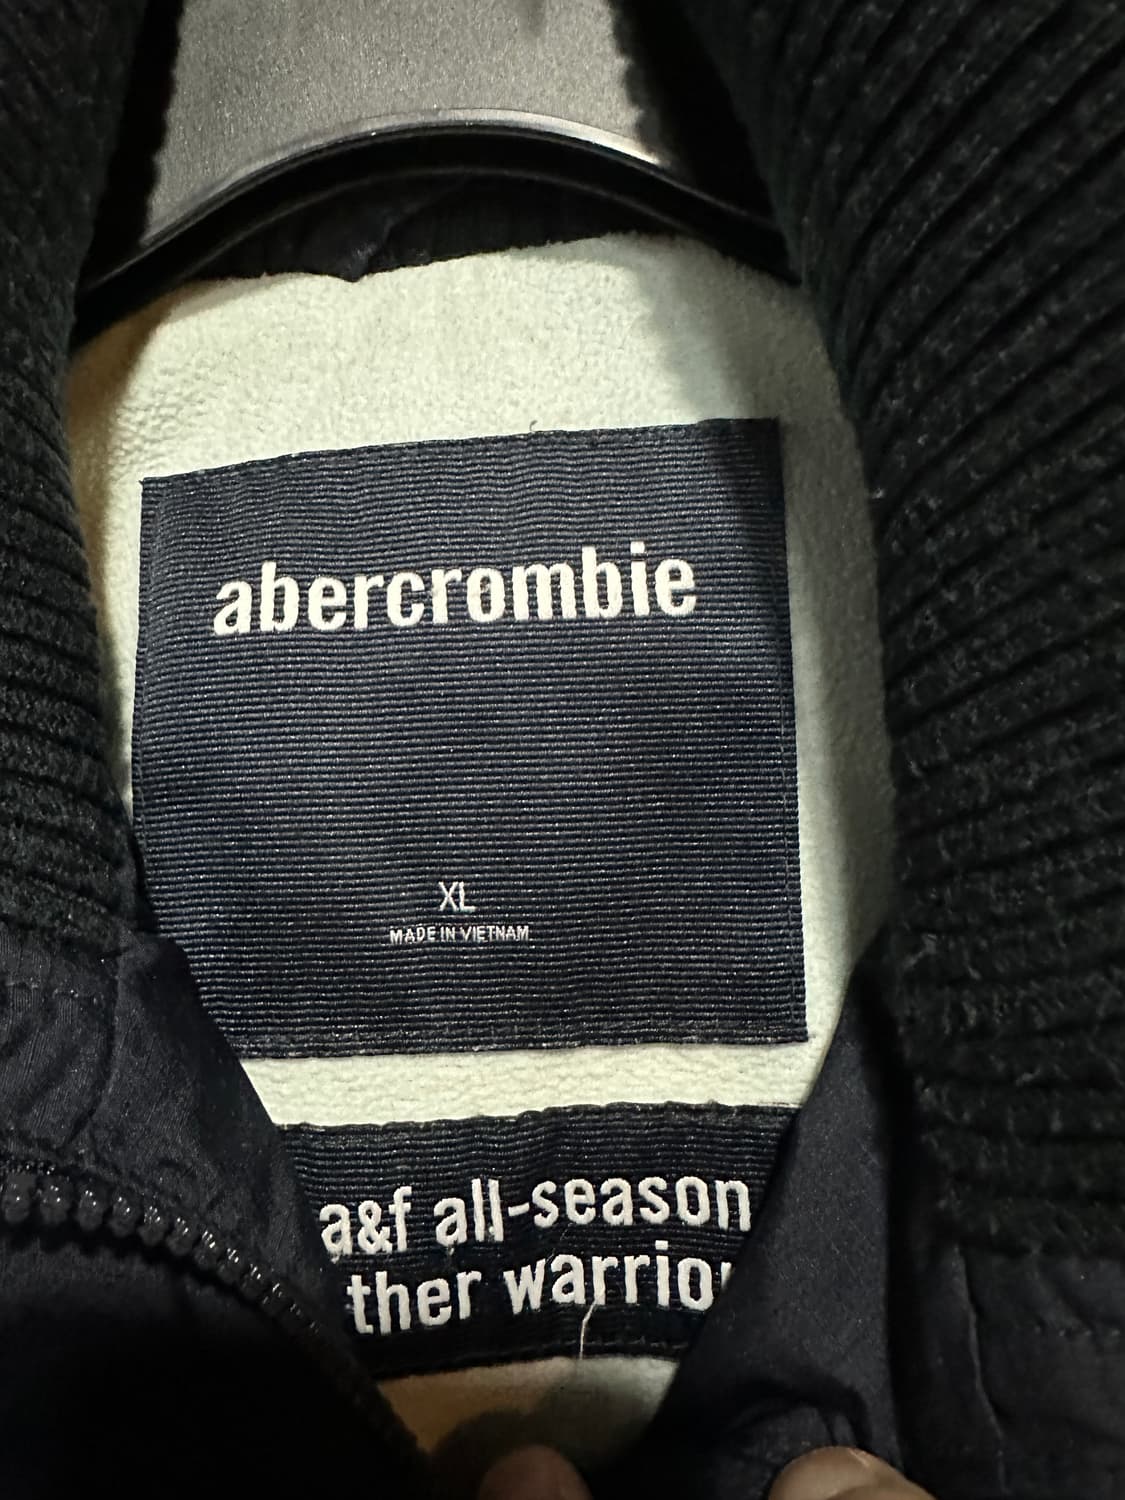 abercrombie
XL
MADE IN VIETNAM
a&f all-season